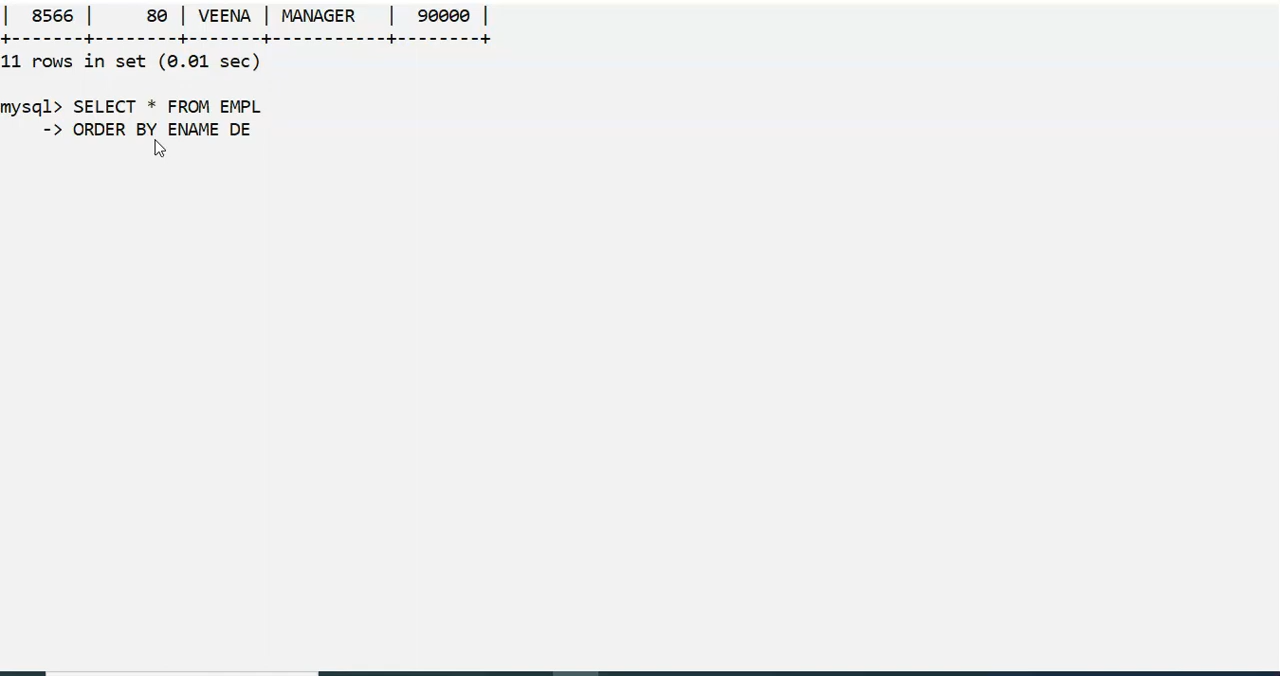 |  8566 |     80 | VEENA | MANAGER   |  90000 |
+-------+--------+-------+-----------+--------+
11 rows in set (0.01 sec)
mysql> SELECT * FROM EMPL
    -> ORDER BY ENAME DE